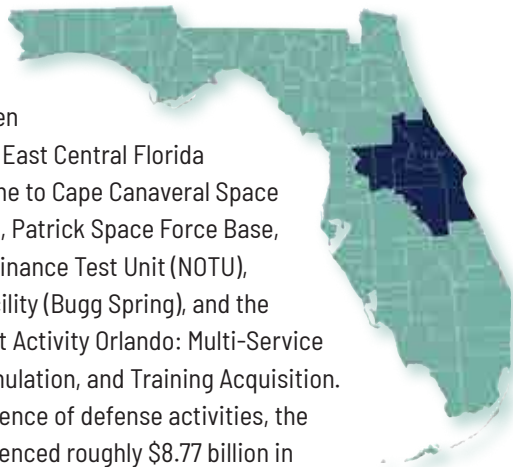 en
East Central Florida
ne to Cape Canaveral Space
, Patrick Space Force Base,
inance Test Unit (NOTU),
cility (Bugg Spring), and the
t Activity Orlando: Multi-Service
nulation, and Training Acquisition.
ence of defense activities, the
enced roughly $8.77 billion in